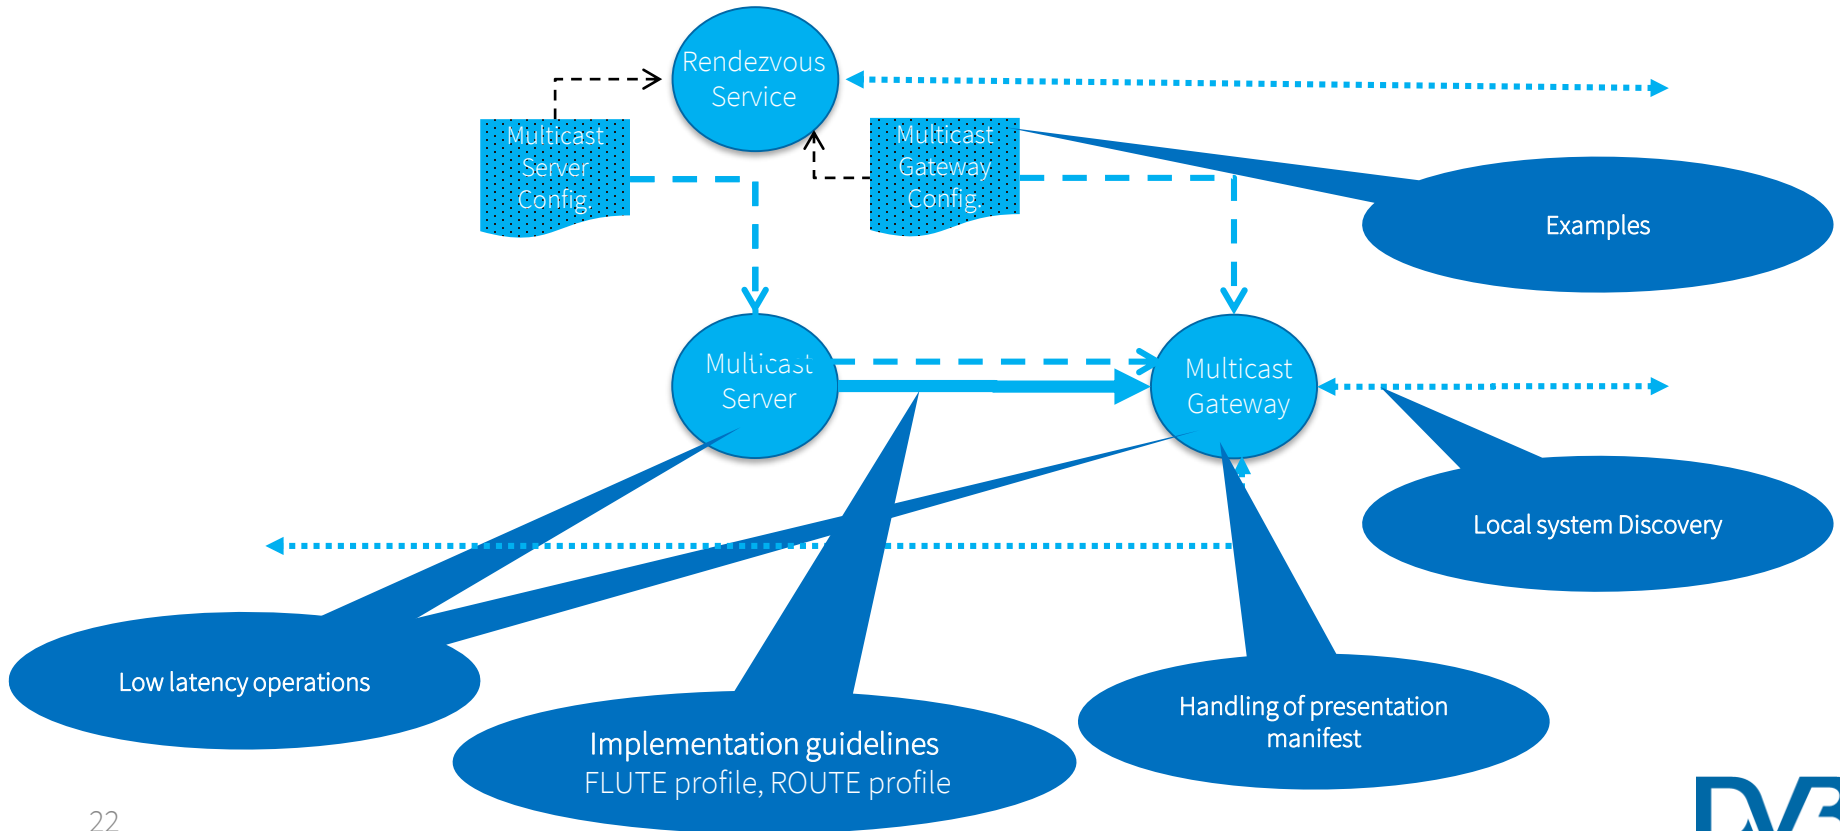 Rendezvous
Service
Multicast
Server
Config.
Multicast
Gateway
Config.
Examples
Multicast
Server
Multicast
Gateway
Local system Discovery
Low latency operations
Handling of presentation
manifest
Implementation guidelines
FLUTE profile, ROUTE profile
22
DVB